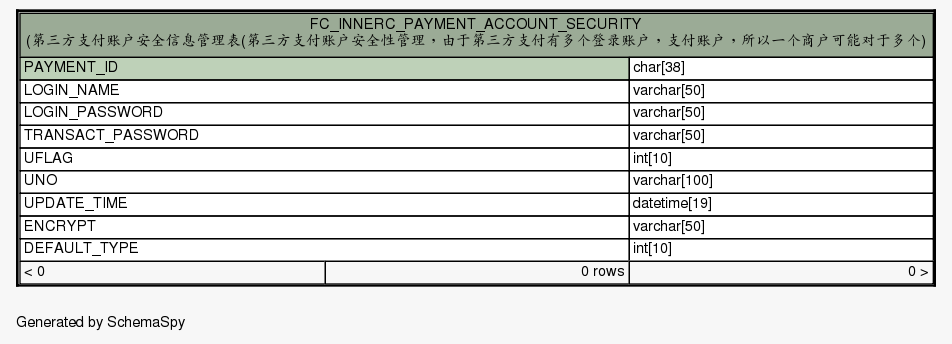 FC_INNERC_PAYMENT_ACCOUNT_SECURITY
(第三方支付账户安全信息管理表(第三方支付账户安全性管理，由于第三方支付有多个登录账户，支付账户，所以一个商户可能对于多个)
PAYMENT_ID char[38]
LOGIN_NAME varchar[50]
LOGIN_PASSWORD varchar[50]
TRANSACT_PASSWORD varchar[50]
UFLAG int[10]
UNO varchar[100]
UPDATE_TIME datetime[19]
ENCRYPT varchar[50]
DEFAULT_TYPE int[10]
< 0 0 rows 0 >
Generated by SchemaSpy